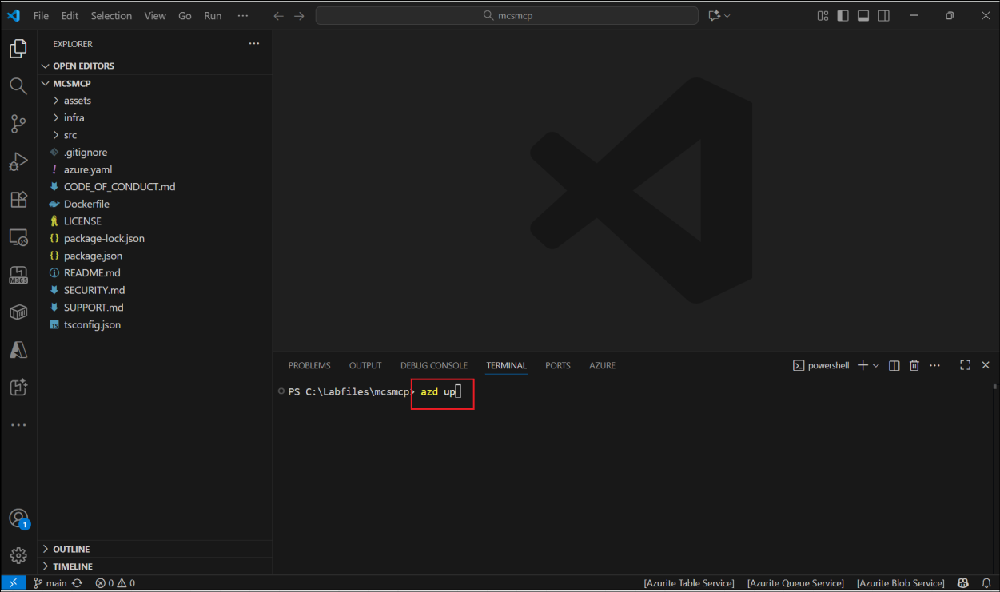 File Edit Selection View Go Run ··· mcsmcp
EXPLORER ···
OPEN EDITORS
MCSMCP
assets
infra
src
.gitignore
! azure.yaml
CODE_OF_CONDUCT.md
Dockerfile
LICENSE
{} package-lock.json
{} package.json
README.md
SECURITY.md
SUPPORT.md
TS tsconfig.json
M365
1
OUTLINE
TIMELINE
PROBLEMS OUTPUT DEBUG CONSOLE TERMINAL PORTS AZURE powershell ···
PS C:\Labfiles\mcsmcp> azd up
main 0 0 [Azurite Table Service] [Azurite Queue Service] [Azurite Blob Service]